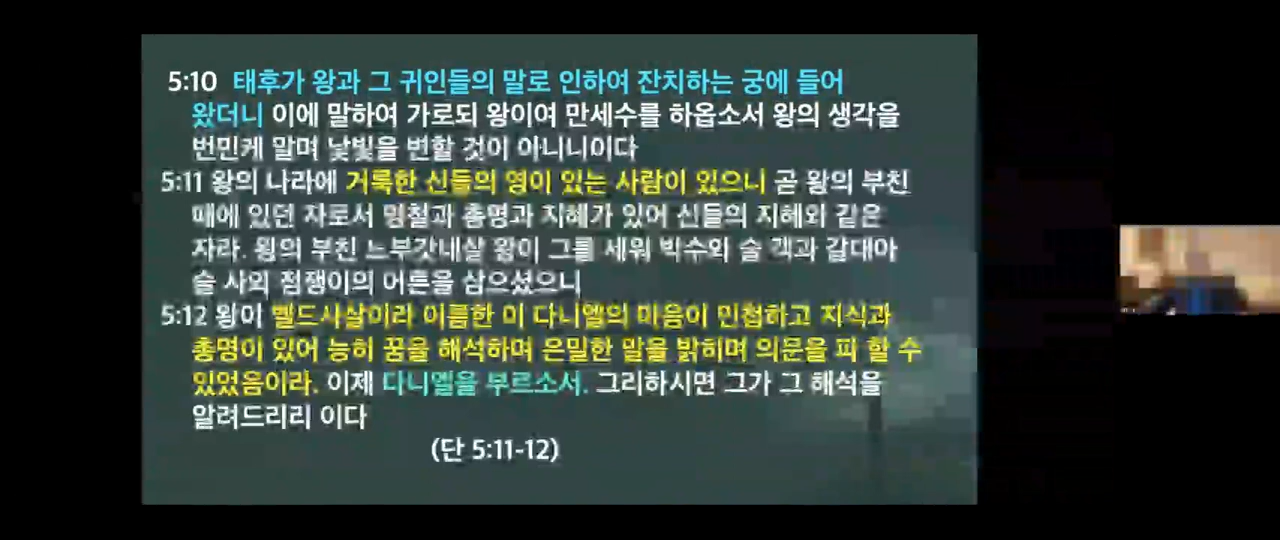 5:10 태후가 왕과 그 귀인들의 말로 인하여 잔치하는 궁에 들어
왔더니 이에 말하여 가로되 왕이여 만세수를 하옵소서 왕의 생각을
번민케 말며 낯빛을 변할 것이 아니니이다
5:11 왕의 나라에 거룩한 신들의 영이 있는 사람이 있으니 곧 왕의 부친
때에 있던 자로서 명철과 총명과 지혜가 있어 신들의 지혜와 같은
자라. 왕의 부친 느부갓네살 왕이 그를 세워 박수와 술 객과 갈대아
술 사와 점쟁이의 어른을 삼으셨으니
5:12 왕이 벨드사살이라 이름한 이 다니엘의 마음이 민첩하고 지식과
총명이 있어 능히 꿈을 해석하며 은밀한 말을 밝히며 의문을 파 할 수
있었음이라. 이제 다니엘을 부르소서. 그리하시면 그가 그 해석을
알려드리리 이다
(단 5:11-12)